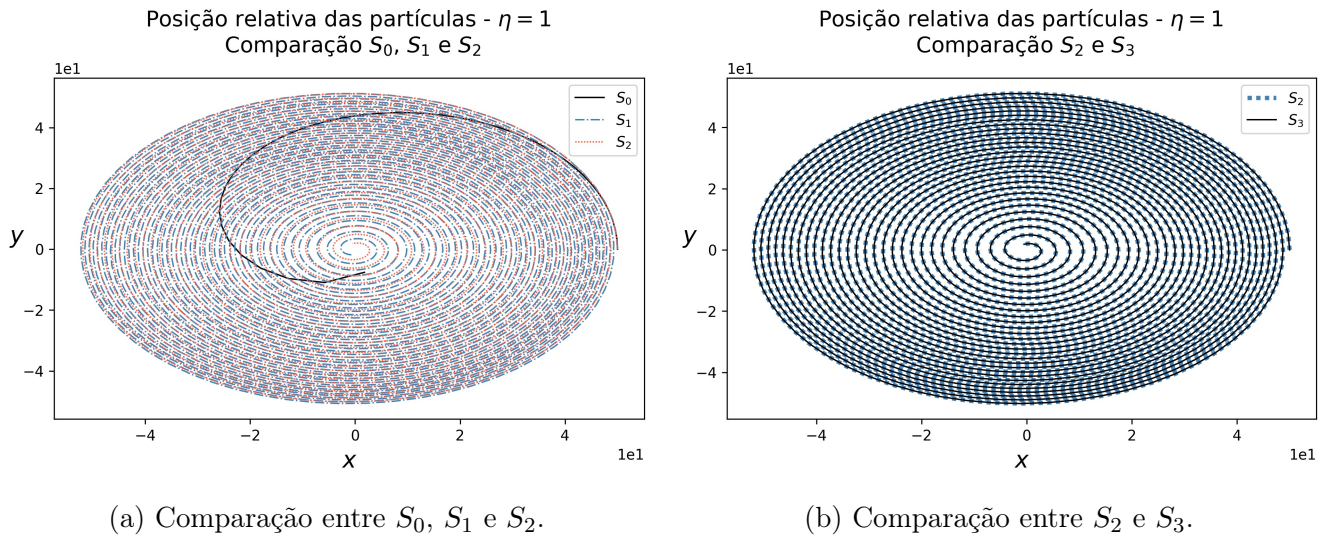 Posição relativa das partículas - η = 1
Comparação S₀, S₁ e S₂
1e1
S₀
S₁
S₂
4
2
0
−2
−4
y
−4
−2
0
2
4
1e1
x
(a) Comparação entre S₀, S₁ e S₂.
Posição relativa das partículas - η = 1
Comparação S₂ e S₃
1e1
S₂
S₃
4
2
0
−2
−4
y
−4
−2
0
2
4
1e1
x
(b) Comparação entre S₂ e S₃.